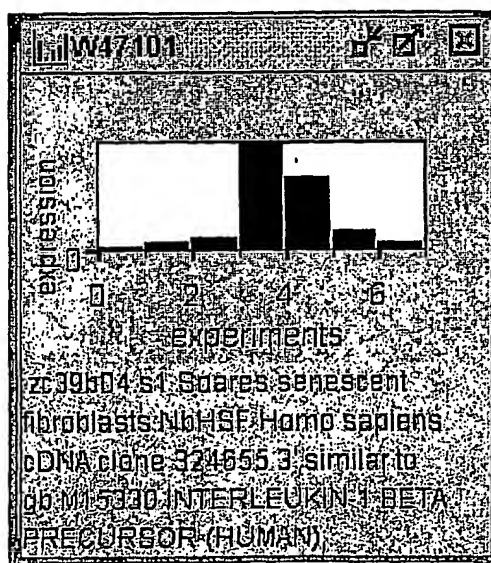 W47101
expression
0
0 2 4 6
experiments
zc39b04.s1 Soares senescent
fibroblasts NbHSF Homo sapiens
cDNA clone 324655 3' similar to
gb:M15330 INTERLEUKIN 1 BETA
PRECURSOR (HUMAN)